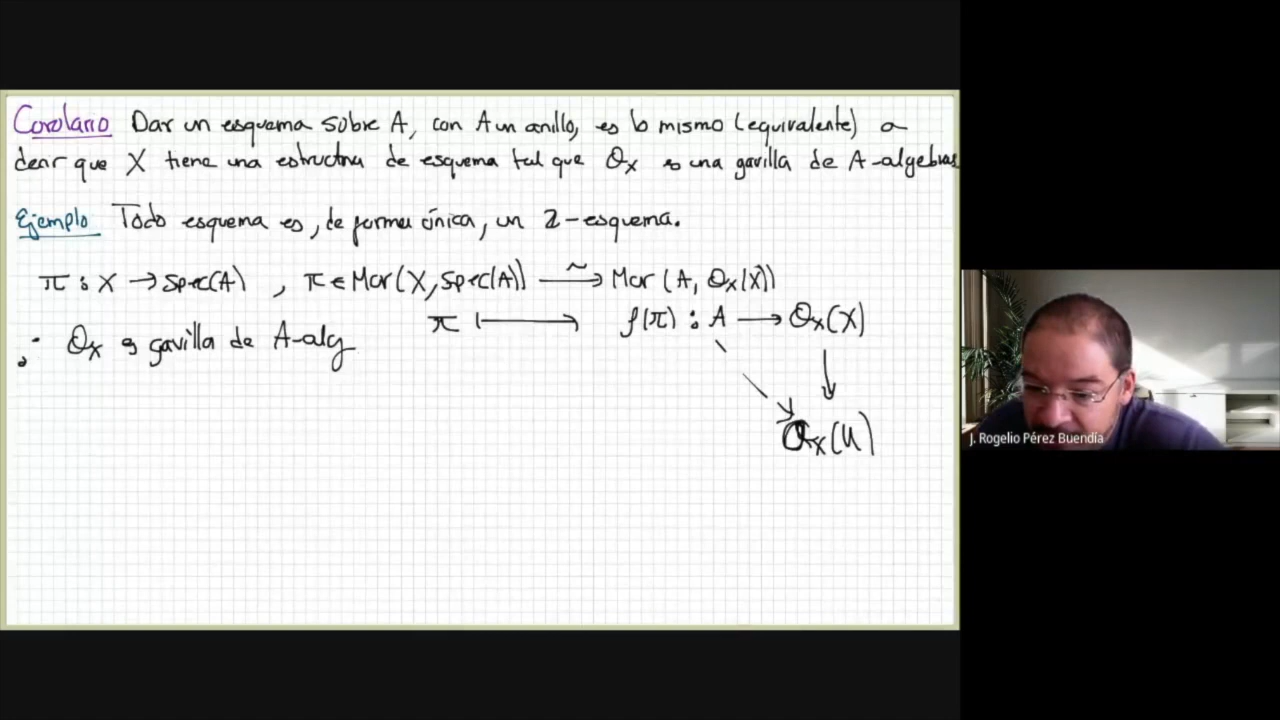 Corolario Dar un esquema sobre A, con A un anillo, es lo mismo (equivalente) a
decir que X tiene una estructura de esquema tal que O_X es una gavilla de A-algebras
Ejemplo Todo esquema es, de forma única, un Z-esquema.
π : X → Spec(A) , π ∈ Mor(X, Spec(A)) →~ Mor(A, O_X(X))
π ↦ ρ(π) : A → O_X(X)
∴ O_X es gavilla de A-alg
O_X(U)
J. Rogelio Pérez Buendía